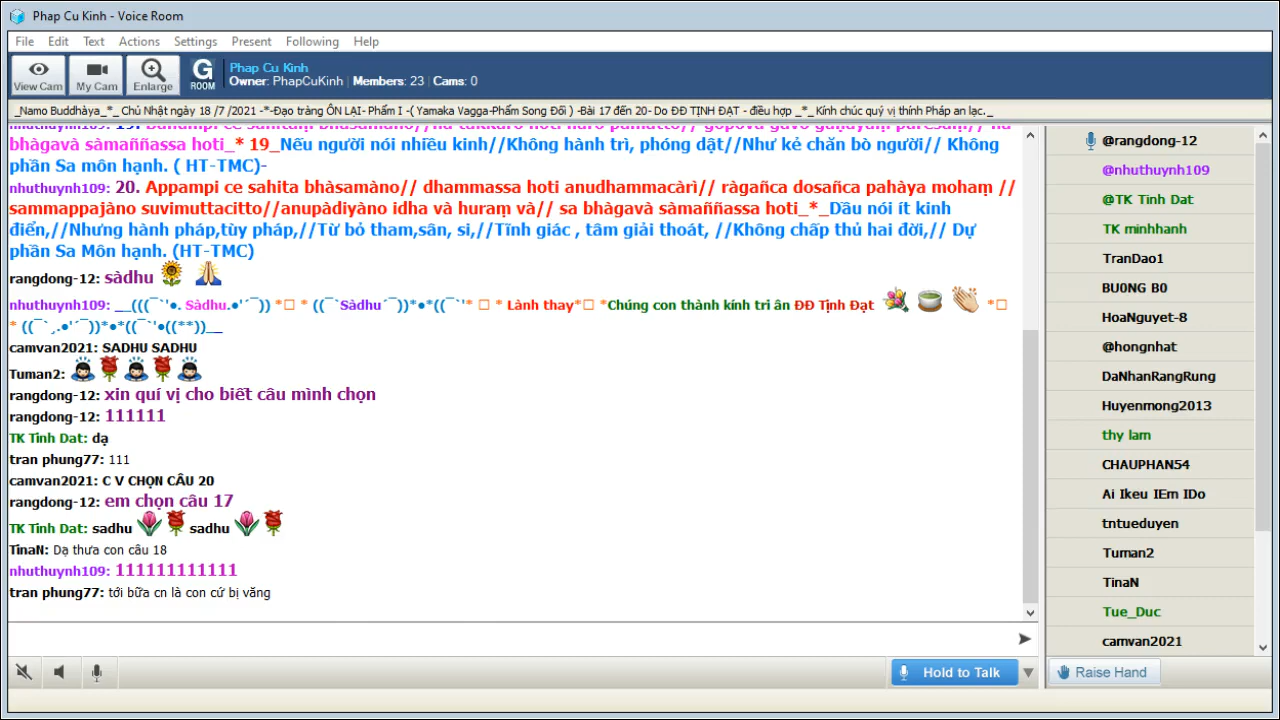 Phap Cu Kinh - Voice Room
File Edit Text Actions Settings Present Following Help
View Cam
My Cam
Enlarge
G
ROOM
Phap Cu Kinh
Owner: PhapCuKinh | Members: 23 | Cams: 0
_Namo Buddhàya_*_ Chủ Nhật ngày 18 /7 /2021 -*-Đạo tràng ÔN LẠI- Phẩm I -( Yamaka Vagga-Phẩm Song Đối ) -Bài 17 đến 20- Do ĐĐ TỊNH ĐẠT - điều hợp _*_ Kính chúc quý vị thính Pháp an lạc._
bhagavà sàmaññassa hoti_* 19_Nếu người nói nhiều kinh//Không hành trì, phóng dật//Như kẻ chăn bò người// Không
phần Sa môn hạnh. ( HT-TMC)-
nhuthuynh109: 20. Appampi ce sahita bhàsamàno// dhammassa hoti anudhammacàrì// ràgañca dosañca pahàya mohaṃ //
sammappajàno suvimuttacitto//anupàdiyàno idha và huraṃ và// sa bhàgavà sàmaññassa hoti_*_Dầu nói ít kinh
điển,//Nhưng hành pháp,tùy pháp,//Từ bỏ tham,sân, si,//Tĩnh giác , tâm giải thoát, //Không chấp thủ hai đời,// Dự
phần Sa Môn hạnh. (HT-TMC)
rangdong-12: sàdhu
nhuthuynh109: __(((¯`'•. Sàdhu.•'´¯)) *□ * ((¯`Sàdhu´¯))*•*((¯`'* □ * Lành thay*□ *Chúng con thành kính tri ân ĐĐ Tịnh Đạt *□
* ((¯`¸.•'´¯))*•*((¯`'•((**))__
camvan2021: SADHU SADHU
Tuman2:
rangdong-12: xin quí vị cho biết câu mình chọn
rangdong-12: 111111
TK Tinh Dat: dạ
tran phung77: 111
camvan2021: C V CHỌN CÂU 20
rangdong-12: em chọn câu 17
TK Tinh Dat: sadhu sadhu
TinaN: Dạ thưa con câu 18
nhuthuynh109: 111111111111
tran phung77: tới bữa cn là con cứ bị văng
Hold to Talk
@rangdong-12
@nhuthuynh109
@TK Tinh Dat
TK minhhanh
TranDao1
BU0NG B0
HoaNguyet-8
@hongnhat
DaNhanRangRung
Huyenmong2013
thy lam
CHAUPHAN54
Ai Ikeu IEm IDo
tntueduyen
Tuman2
TinaN
Tue_Duc
camvan2021
Raise Hand